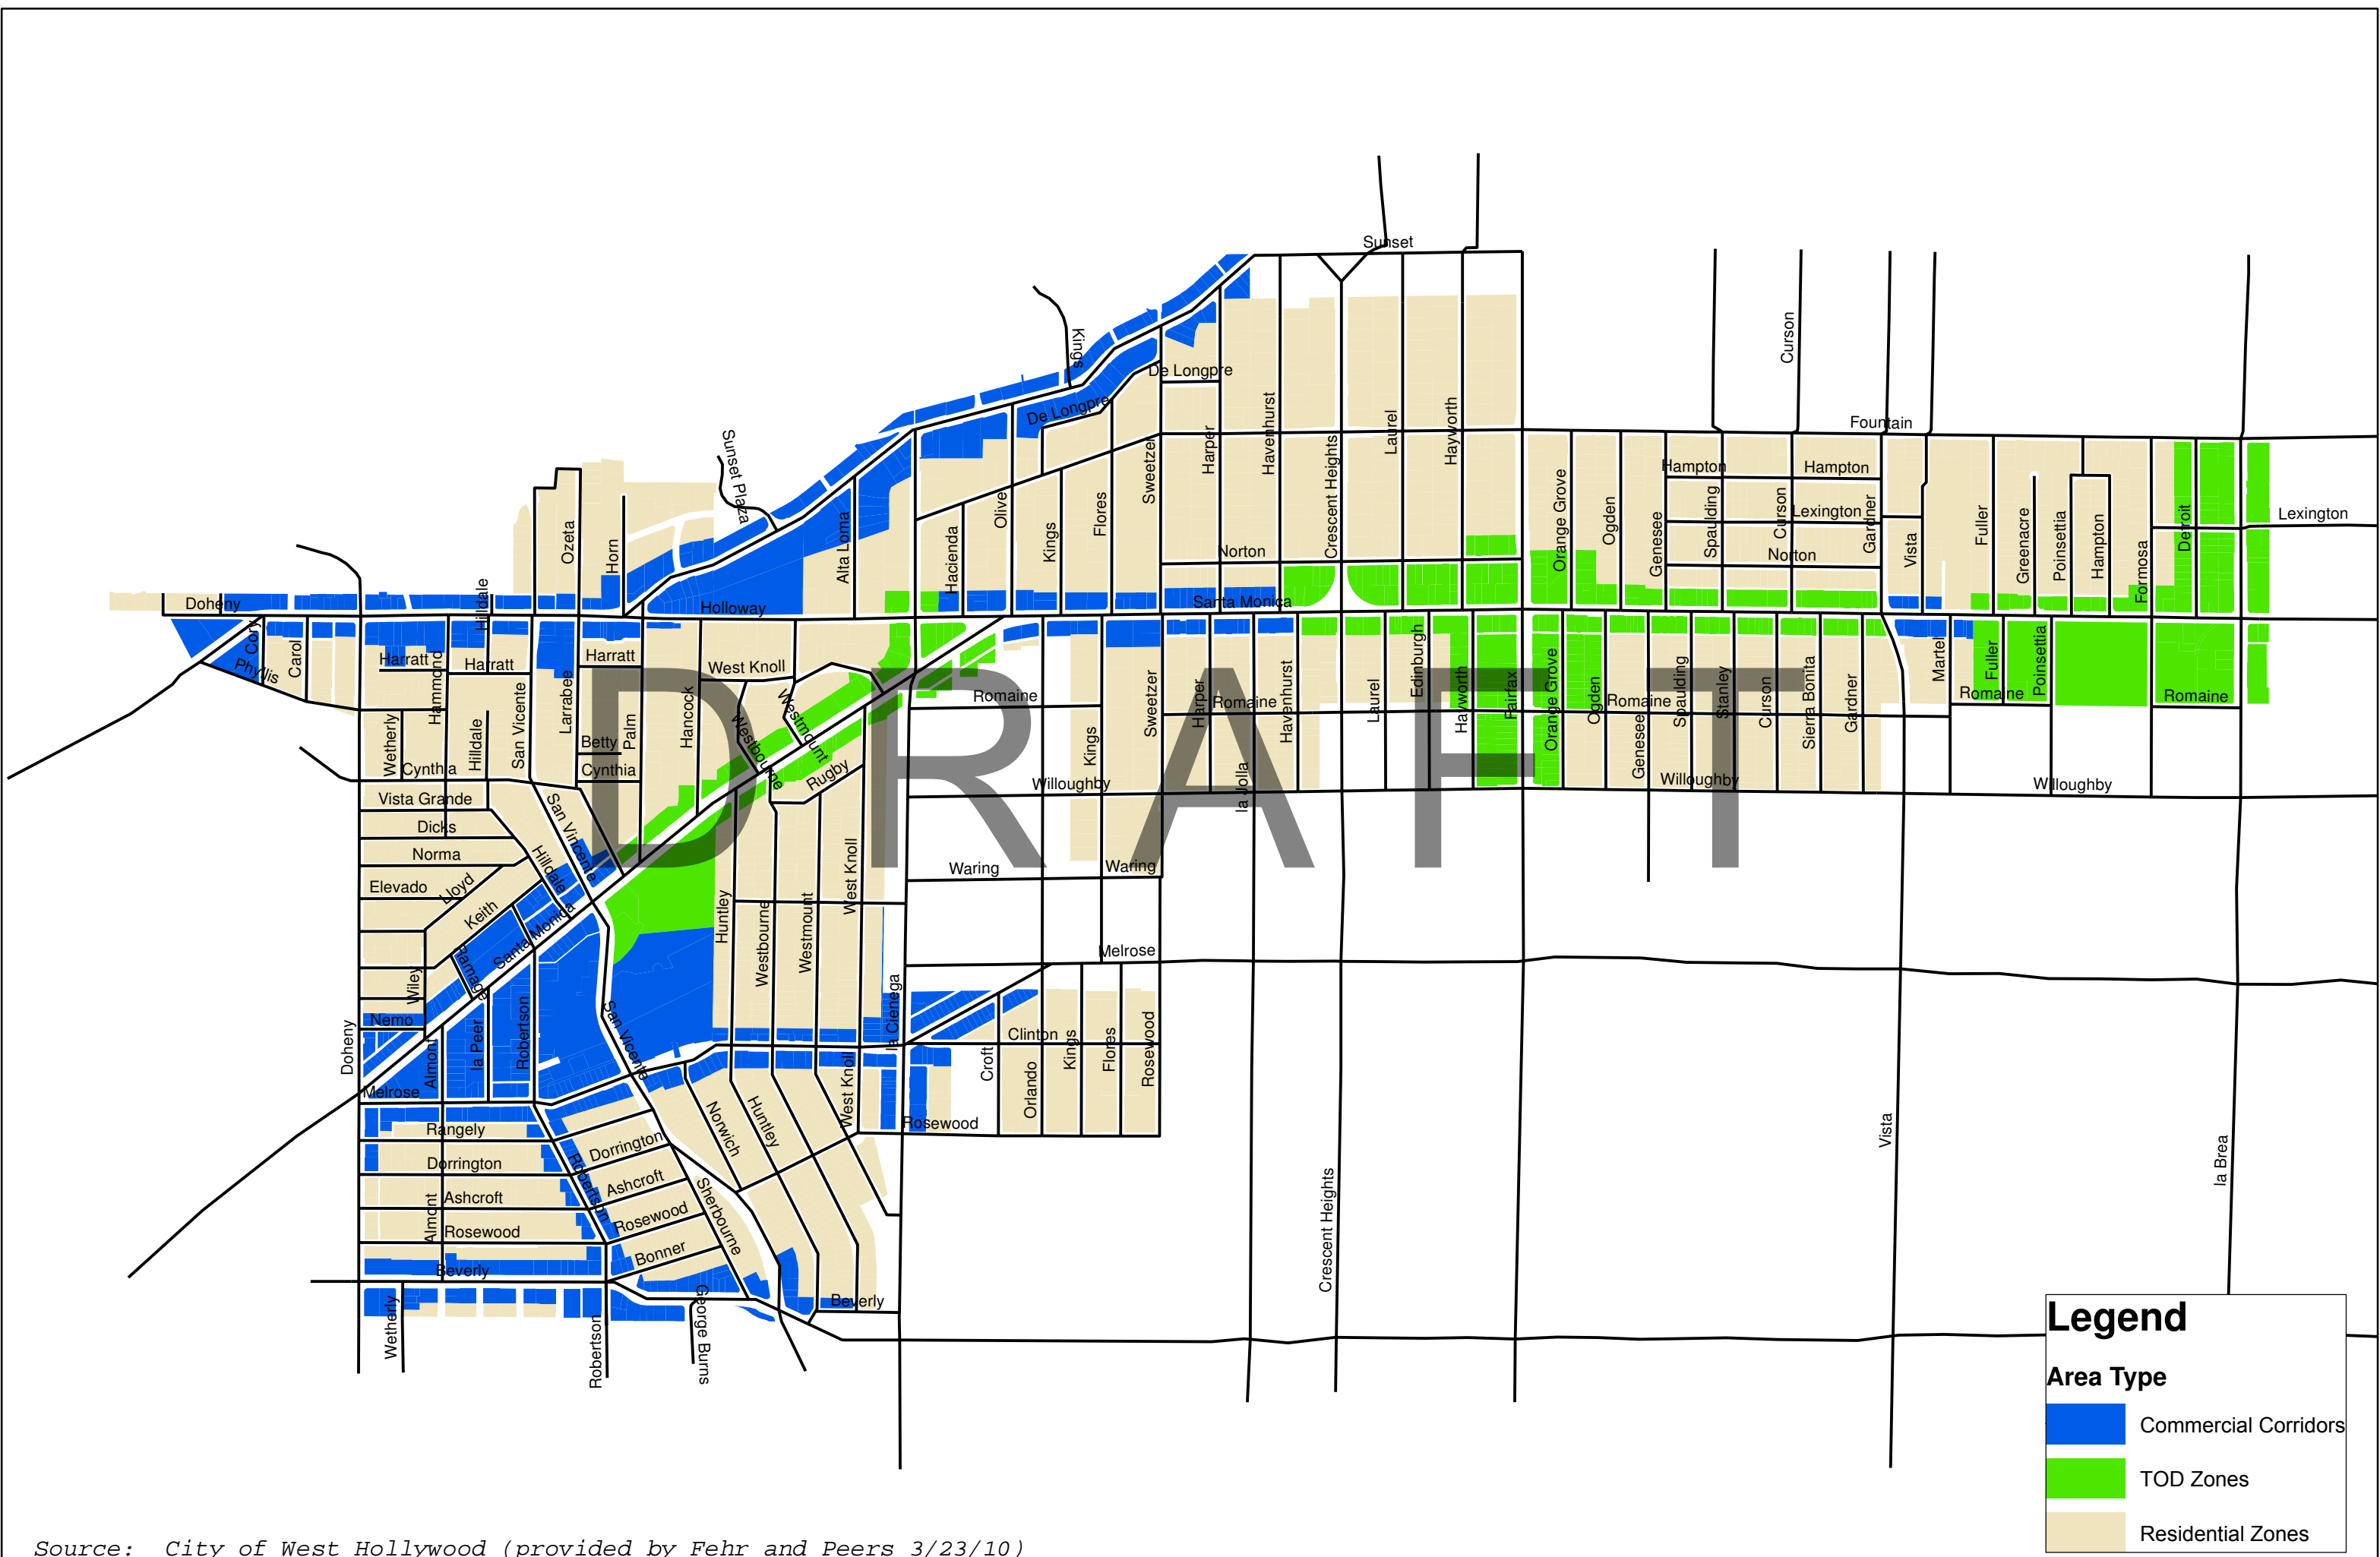 Sunset
Kings
Curson
De Longpre
De Longpre
Sunset Plaza
Havenhurst
Laurel
Hayworth
Fountain
Harper
Sweetzer
Crescent Heights
Hampton
Hampton
Ozeta
Horn
Alta Loma
Hacienda
Olive
Kings
Flores
Norton
Orange Grove
Ogden
Genesee
Spaulding
Curson
Lexington
Gardner
Norton
Vista
Fuller
Greenacre
Poinsettia
Hampton
Formosa
Detroit
Lexington
Doheny
Hilldale
Holloway
Santa Monica
Cory
Phyllis
Carol
Harratt
Hammond
Harratt
Harratt
West Knoll
Larrabee
San Vicente
Palm
Hancock
Westbourne
Westmount
Rugby
Romaine
Kings
Sweetzer
Harper
Romaine
Havenhurst
Laurel
Edinburgh
Hayworth
Fairfax
Orange Grove
Ogden
Romaine
Genesee
Spaulding
Stanley
Curson
Sierra Bonita
Gardner
Martel
Fuller
Poinsettia
Romaine
Romaine
Wetherly
Hilldale
Betty
Cynthia
Cynthia
Vista Grande
Dicks
Norma
Elevado
Lloyd
Keith
Hilldale
San Vincente
Willoughby
la Jolla
Willoughby
Willoughby
DRAFT
Waring
Waring
Huntley
Westbourne
Westmount
West Knoll
Santa Monica
Ramage
Wiley
Nemo
Doheny
Almont
la Peer
Robertson
San Vicente
la Cienega
Melrose
Melrose
Clinton
Croft
Orlando
Kings
Flores
Rosewood
Rosewood
West Knoll
Norwich
Huntley
Rangely
Dorrington
Dorrington
Ashcroft
Ashcroft
Almont
Rosewood
Rosewood
Robertson
Sherbourne
Bonner
Beverly
Beverly
Wetherly
Robertson
George Burns
Crescent Heights
Vista
la Brea
Legend
Area Type
Commercial Corridors
TOD Zones
Residential Zones
Source:  City of West Hollywood (provided by Fehr and Peers 3/23/10)